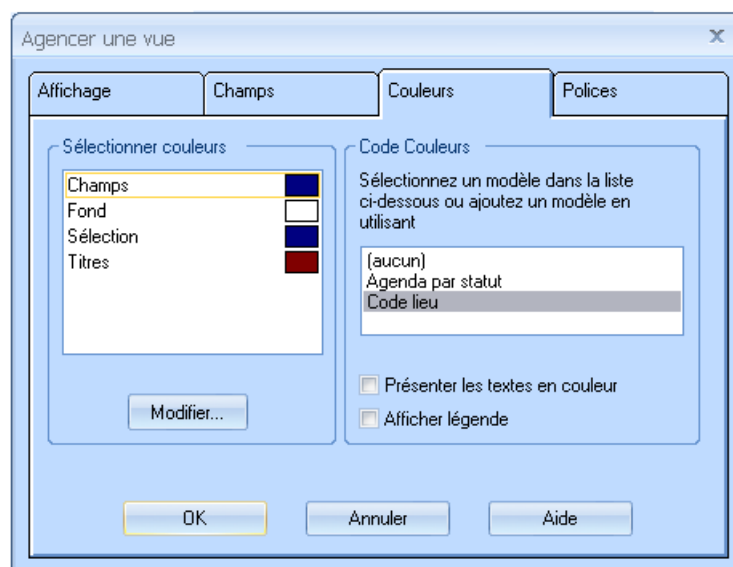 Agencer une vue
Affichage
Champs
Couleurs
Polices
Sélectionner couleurs
Champs
Fond
Sélection
Titres
Modifier...
Code Couleurs
Sélectionnez un modèle dans la liste
ci-dessous ou ajoutez un modèle en
utilisant
(aucun)
Agenda par statut
Code lieu
Présenter les textes en couleur
Afficher légende
OK
Annuler
Aide